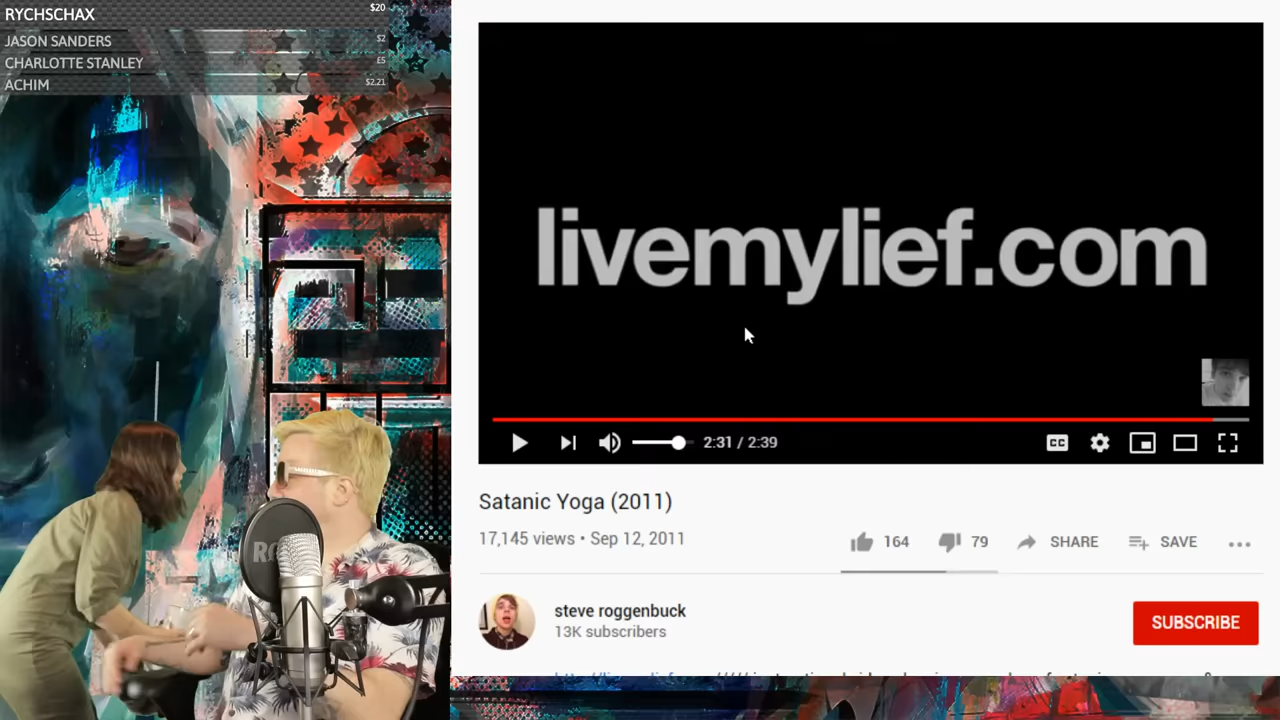 RYCHSCHAX $20
JASON SANDERS $2
CHARLOTTE STANLEY £5
ACHIM $2.21
livemylief.com
2:31 / 2:39
CC
Satanic Yoga (2011)
17,145 views • Sep 12, 2011
164 79 SHARE SAVE
steve roggenbuck
13K subscribers
SUBSCRIBE